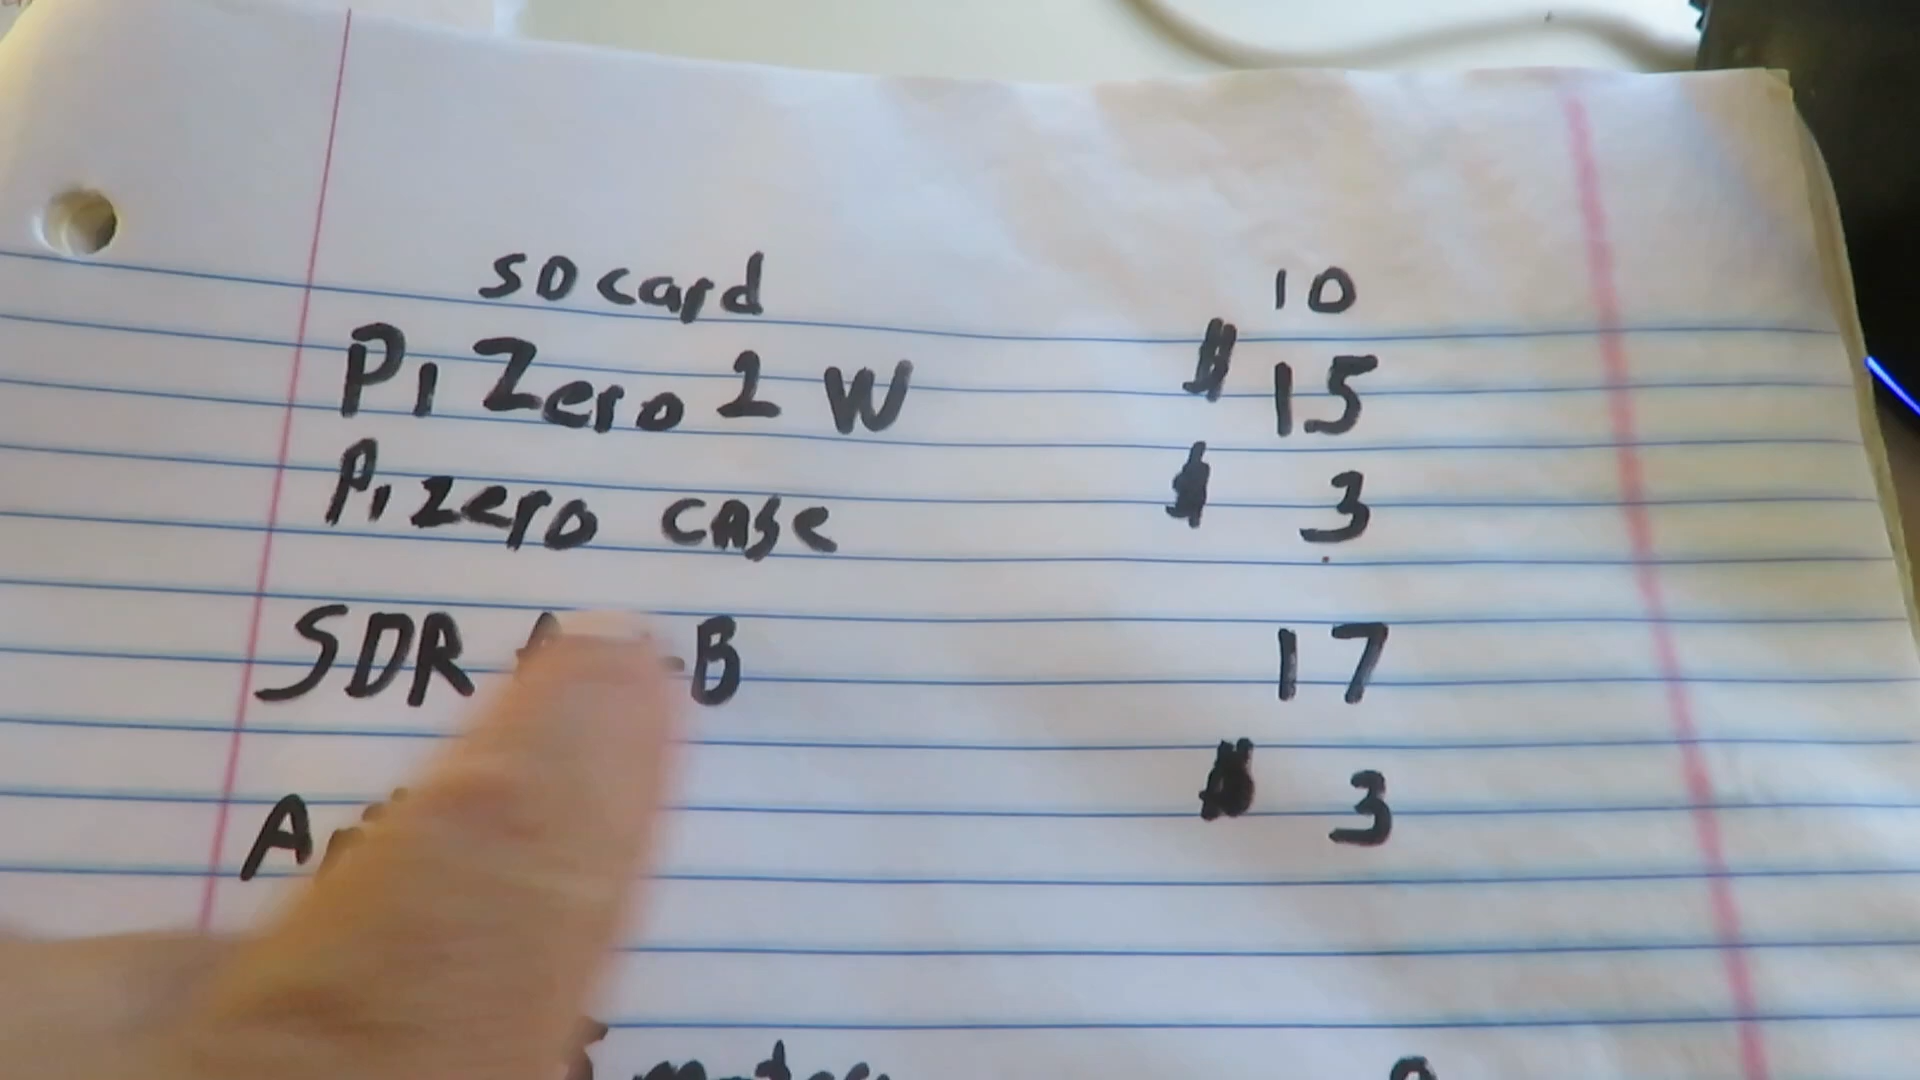 SD card 10
Pi Zero 2 W $ 15
Pi zero case $ 3
SDR 17
$ 3